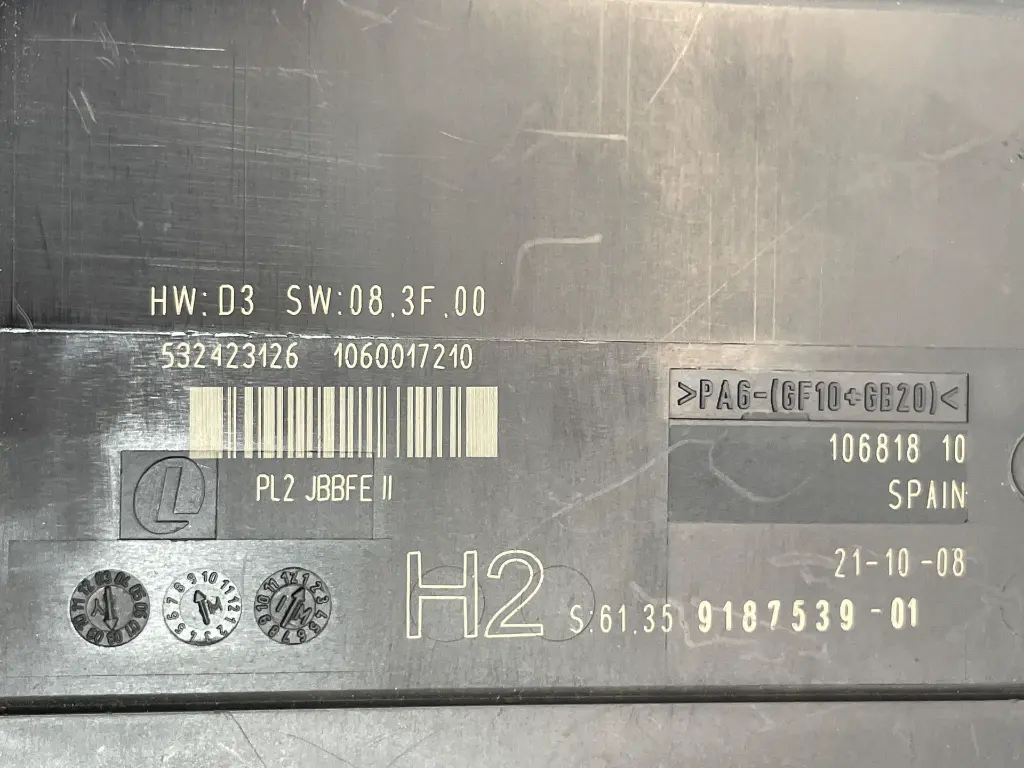 HW:D3 SW:08.3F.00
532423126 1060017210
>PA6-(GF10+GB20)<
106818 10
PL2 JBBFE II
SPAIN
21-10-08
H2
S:61.35 9187539-01